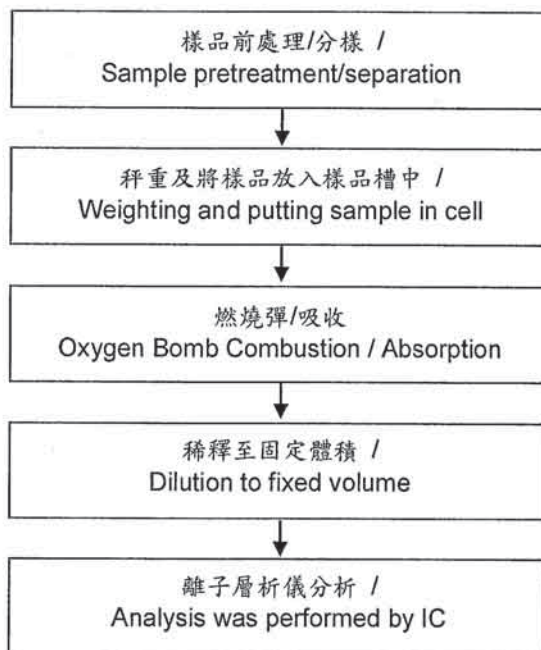 樣品前處理/分樣 /
Sample pretreatment/separation
秤重及將樣品放入樣品槽中 /
Weighting and putting sample in cell
燃燒彈/吸收
Oxygen Bomb Combustion / Absorption
稀釋至固定體積 /
Dilution to fixed volume
離子層析儀分析 /
Analysis was performed by IC